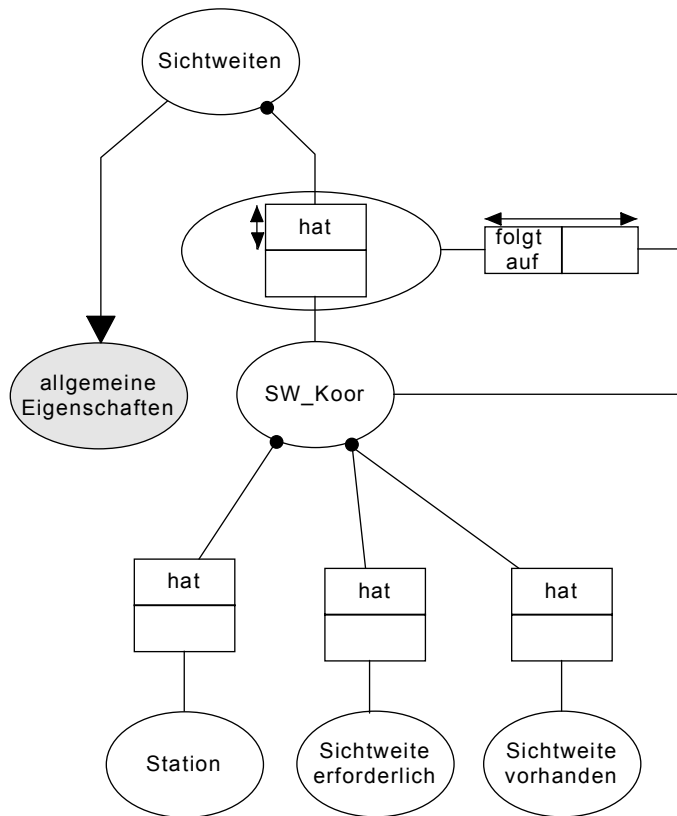 Sichtweiten
hat
folgt
auf
allgemeine
Eigenschaften
SW_Koor
hat
hat
hat
Station
Sichtweite
erforderlich
Sichtweite
vorhanden